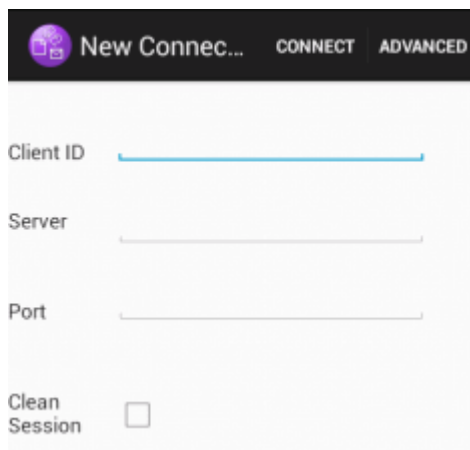 New Connec... CONNECT ADVANCED
Client ID
Server
Port
Clean
Session